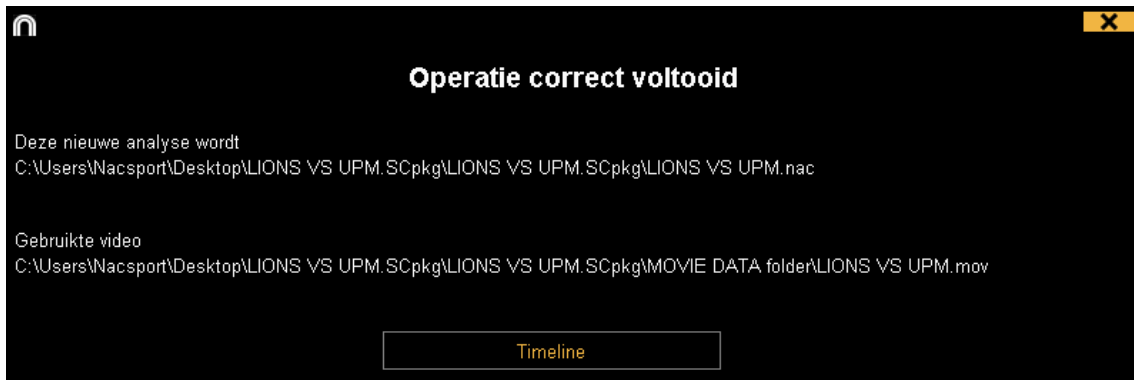 Operatie correct voltooid
Deze nieuwe analyse wordt
C:\Users\Nacsport\Desktop\LIONS VS UPM.SCpkg\LIONS VS UPM.SCpkg\LIONS VS UPM.nac
Gebruikte video
C:\Users\Nacsport\Desktop\LIONS VS UPM.SCpkg\LIONS VS UPM.SCpkg\MOVIE DATA folder\LIONS VS UPM.mov
Timeline